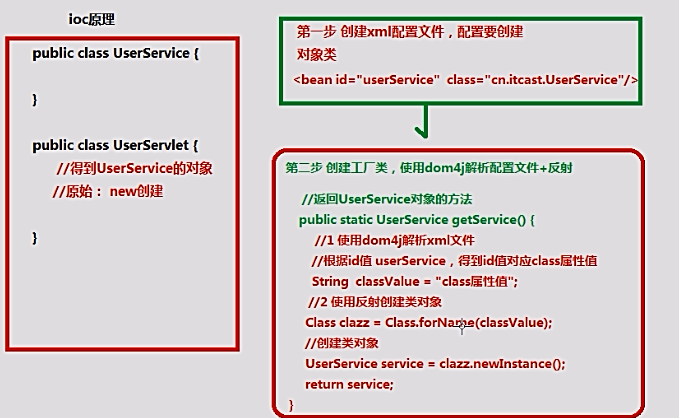 ioc原理
public class UserService {
}
public class UserServlet {
//得到UserService的对象
//原始： new创建
}
第一步 创建xml配置文件，配置要创建
对象类
<bean id="userService" class="cn.itcast.UserService"/>
第二步 创建工厂类，使用dom4j解析配置文件+反射
//返回UserService对象的方法
public static UserService getService() {
//1 使用dom4j解析xml文件
//根据id值 userService，得到id值对应class属性值
String classValue = "class属性值";
//2 使用反射创建类对象
Class clazz = Class.forName(classValue);
//创建类对象
UserService service = clazz.newInstance();
return service;
}